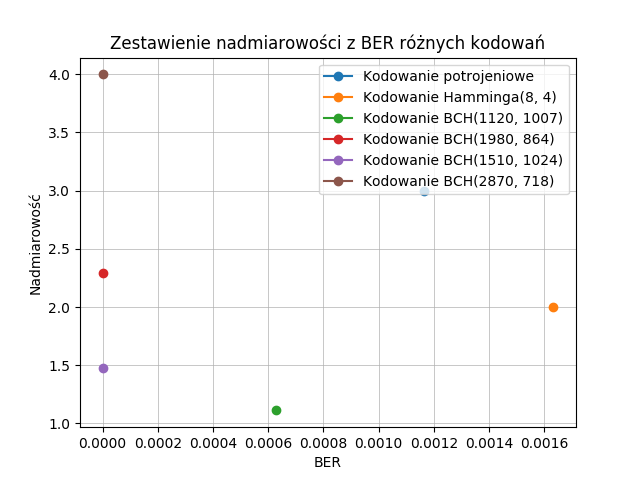 Zestawienie nadmiarowości z BER różnych kodowań
Kodowanie potrojeniowe
Kodowanie Hamminga(8, 4)
Kodowanie BCH(1120, 1007)
Kodowanie BCH(1980, 864)
Kodowanie BCH(1510, 1024)
Kodowanie BCH(2870, 718)
Nadmiarowość
4.0
3.5
3.0
2.5
2.0
1.5
1.0
0.0000 0.0002 0.0004 0.0006 0.0008 0.0010 0.0012 0.0014 0.0016
BER